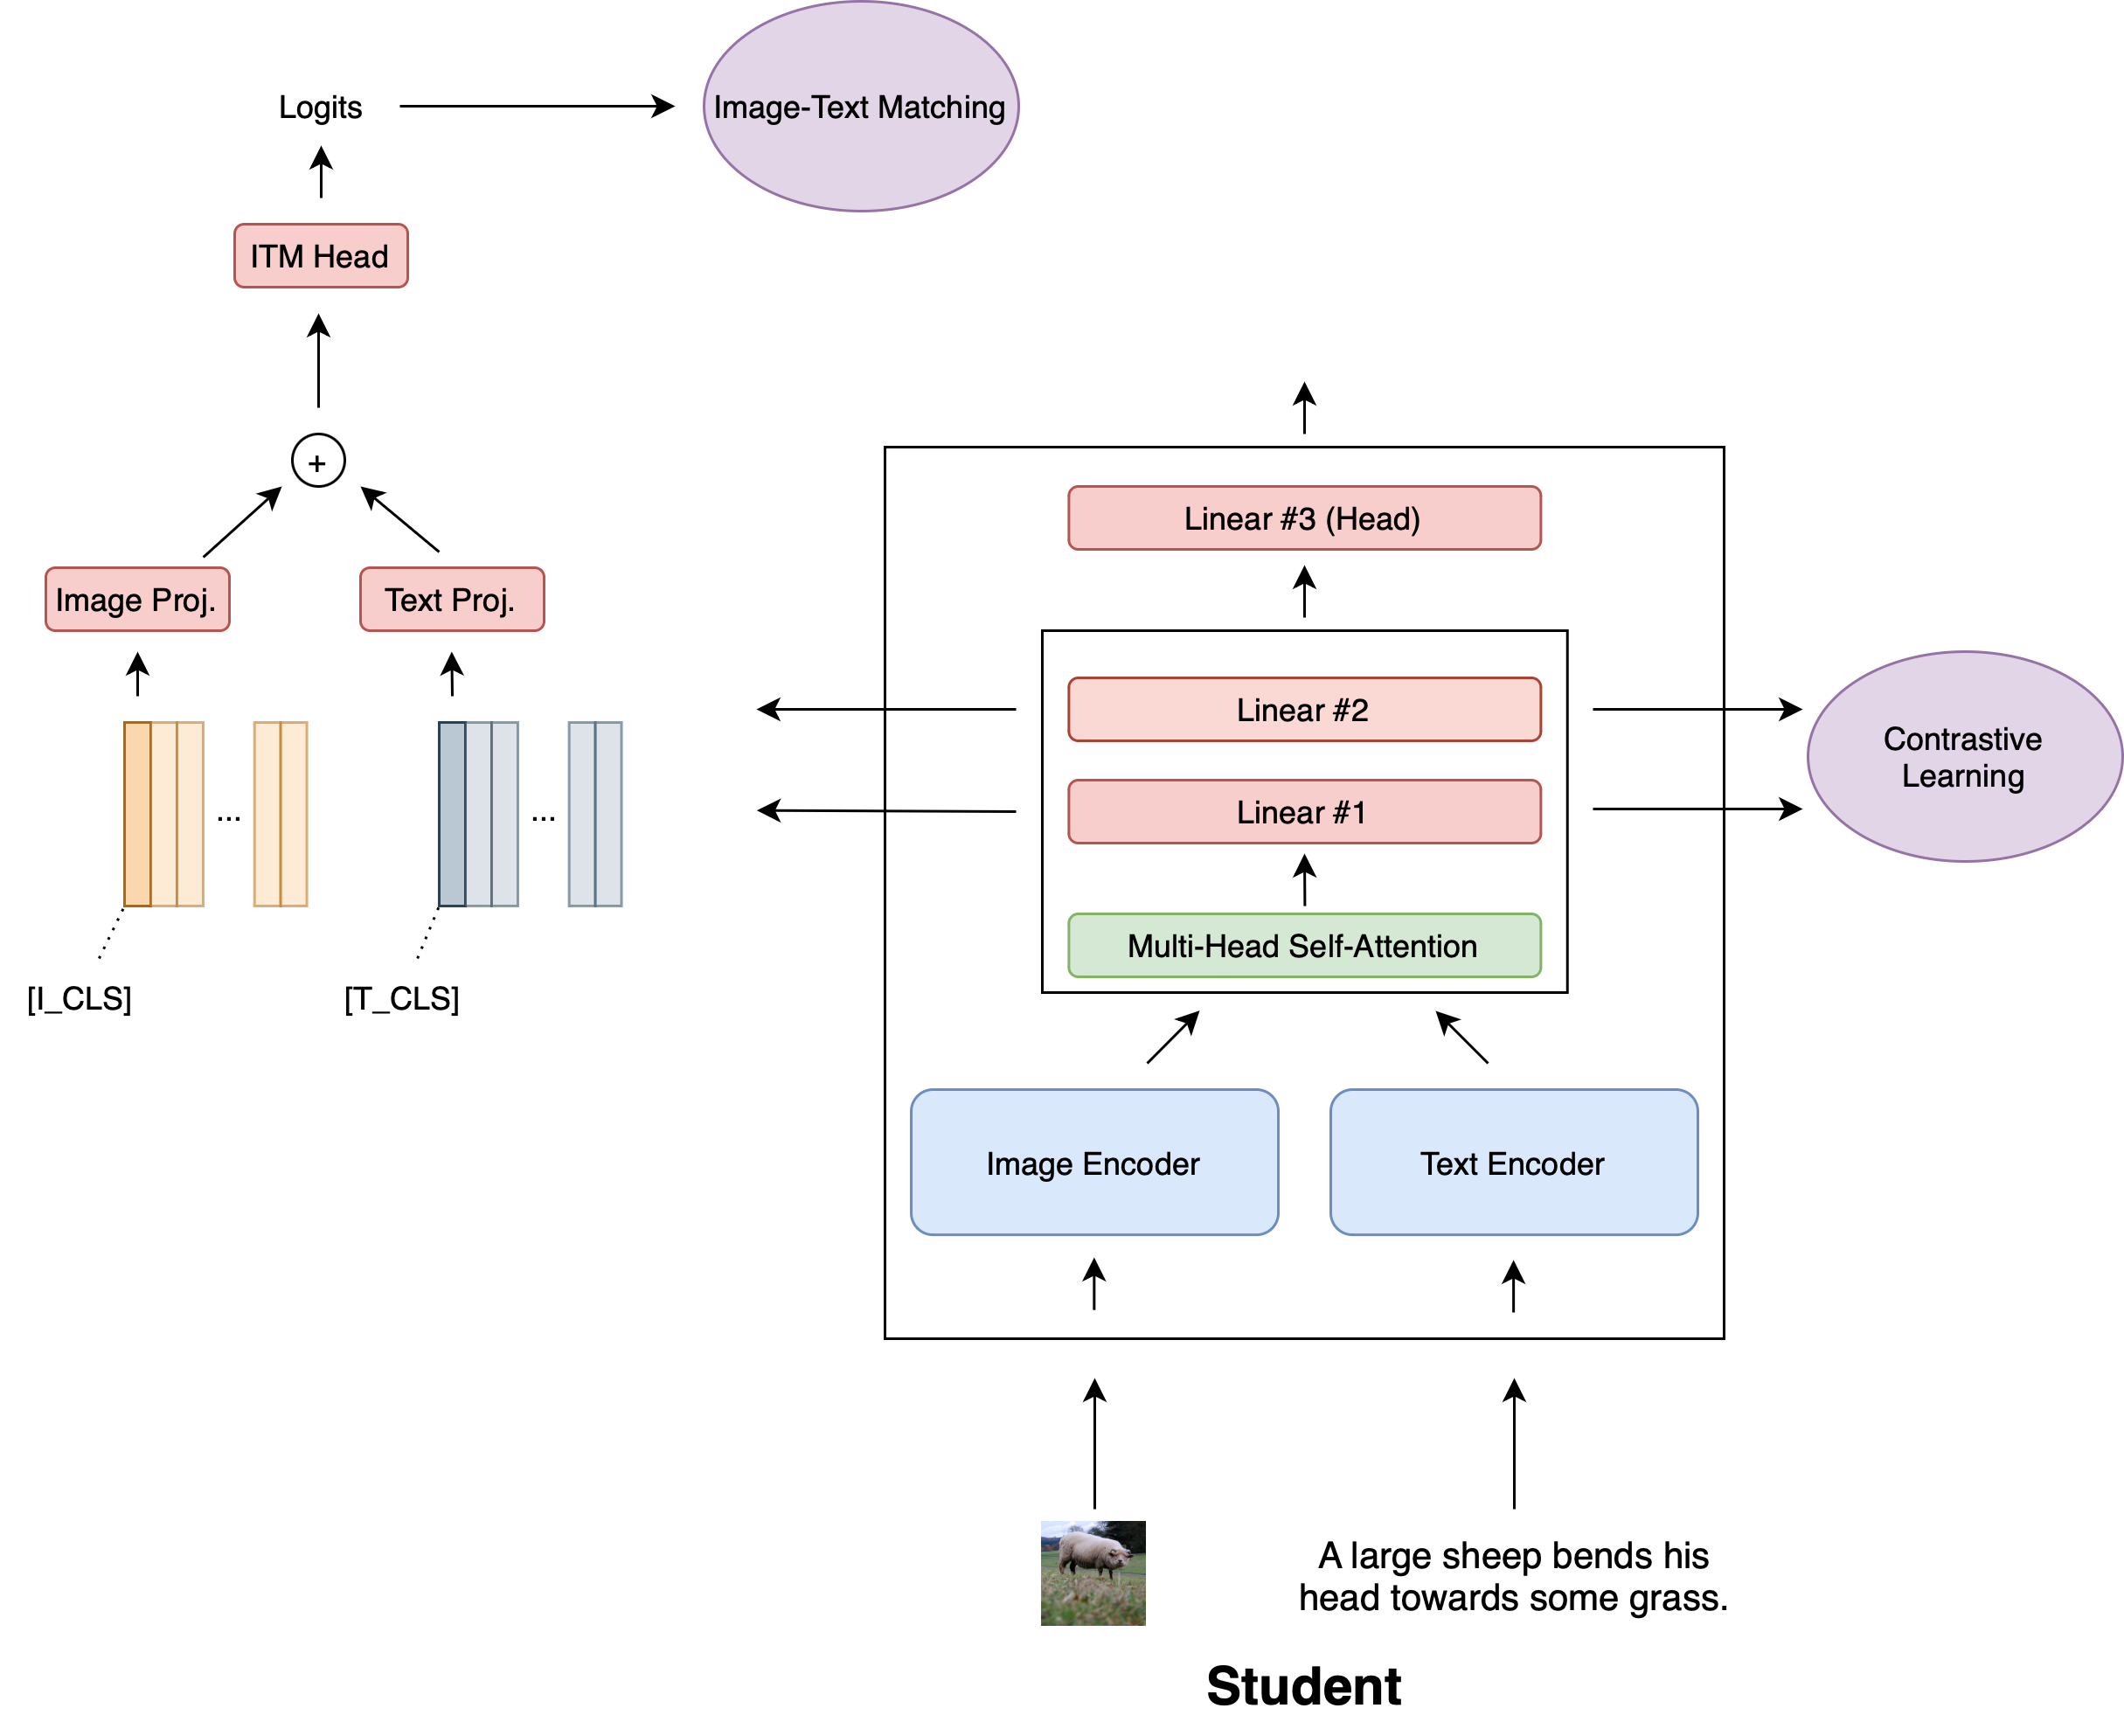 Logits
Image-Text Matching
ITM Head
+
Image Proj.
Text Proj.
...
...
[I_CLS]
[T_CLS]
Linear #3 (Head)
Linear #2
Linear #1
Multi-Head Self-Attention
Contrastive
Learning
Image Encoder
Text Encoder
A large sheep bends his
head towards some grass.
Student